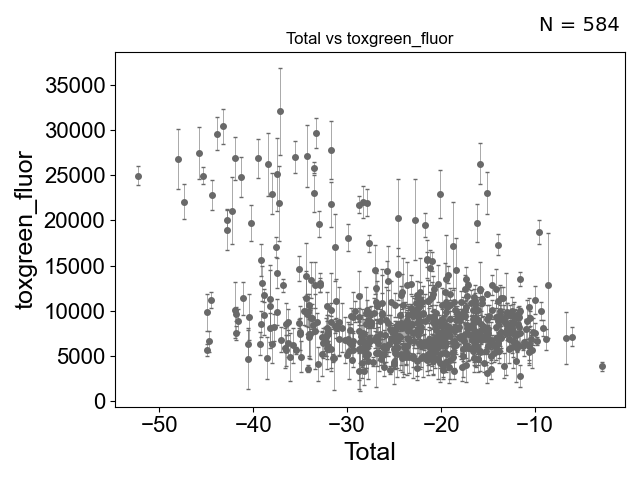 N = 584
Total vs toxgreen_fluor
35000
30000
25000
20000
15000
10000
5000
0
toxgreen_fluor
−50 −40 −30 −20 −10
Total